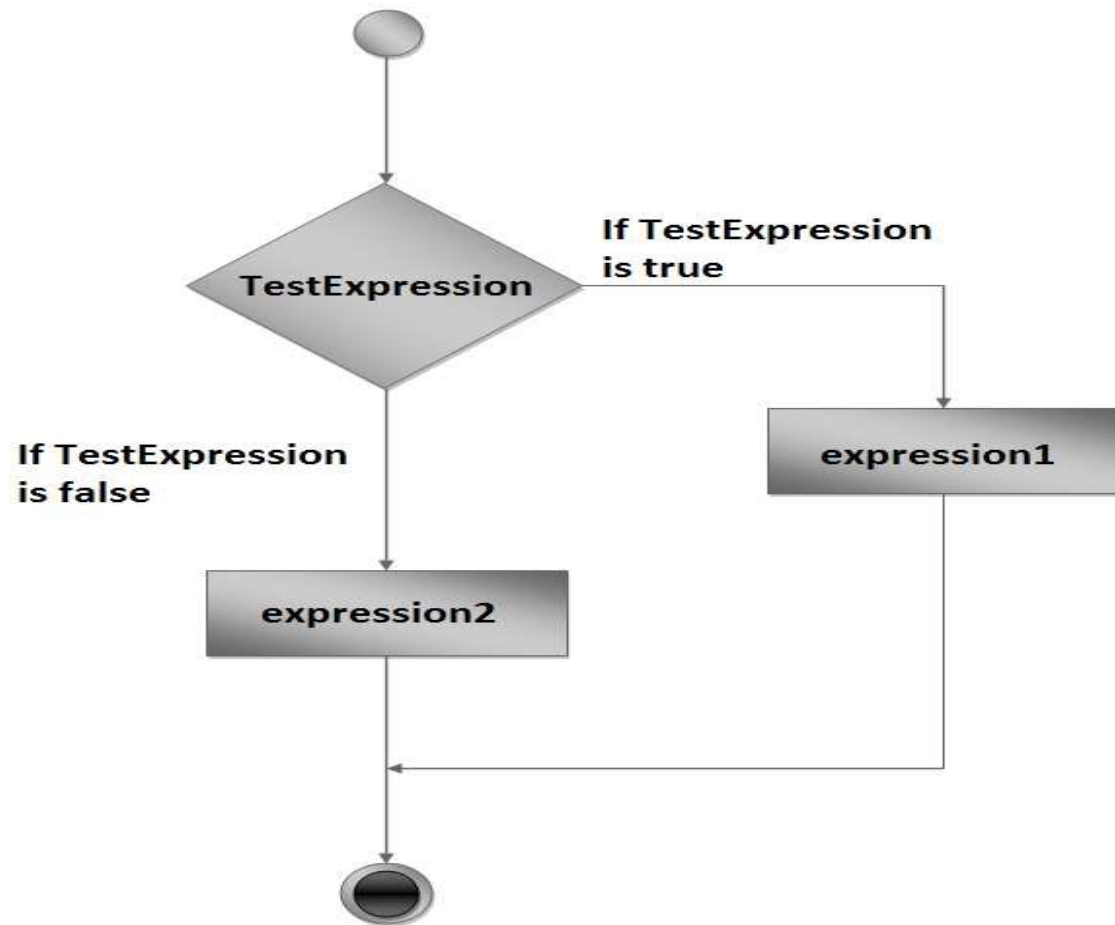 TestExpression
If TestExpression
is true
expression1
If TestExpression
is false
expression2